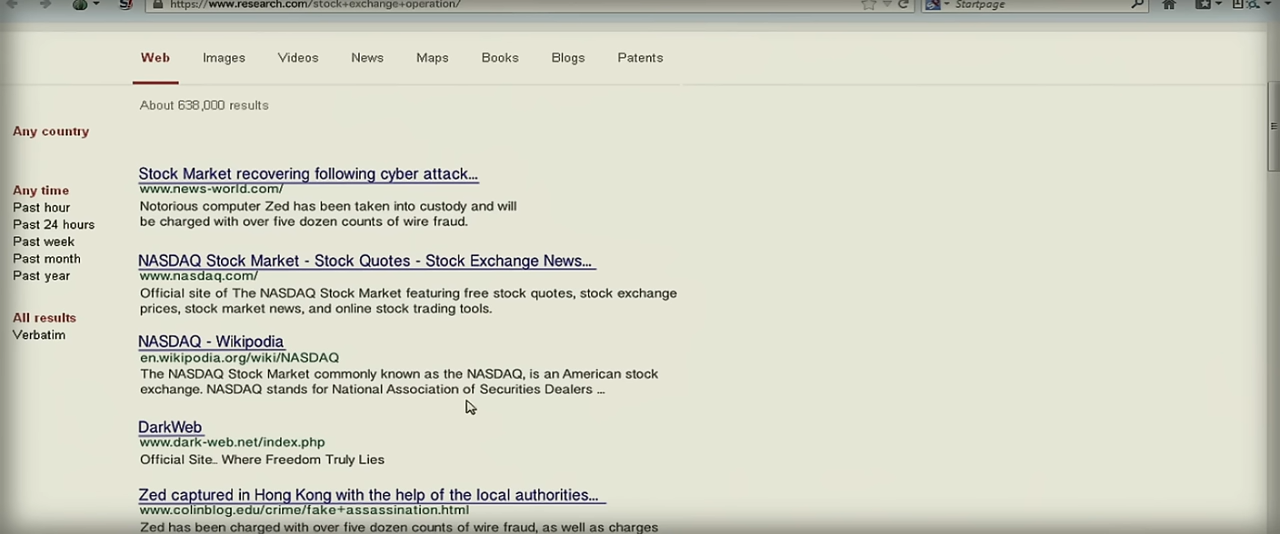 https://www.research.com/stock+exchange+operation/
Startpage
Web Images Videos News Maps Books Blogs Patents
About 638,000 results
Any country
Any time
Past hour
Past 24 hours
Past week
Past month
Past year
All results
Verbatim
Stock Market recovering following cyber attack...
www.news-world.com/
Notorious computer Zed has been taken into custody and will
be charged with over five dozen counts of wire fraud.
NASDAQ Stock Market - Stock Quotes - Stock Exchange News...
www.nasdaq.com/
Official site of The NASDAQ Stock Market featuring free stock quotes, stock exchange
prices, stock market news, and online stock trading tools.
NASDAQ - Wikipodia
en.wikipodia.org/wiki/NASDAQ
The NASDAQ Stock Market commonly known as the NASDAQ, is an American stock
exchange. NASDAQ stands for National Association of Securities Dealers ...
DarkWeb
www.dark-web.net/index.php
Official Site.. Where Freedom Truly Lies
Zed captured in Hong Kong with the help of the local authorities...
www.colinblog.edu/crime/fake+assassination.html
Zed has been charged with over five dozen counts of wire fraud, as well as charges